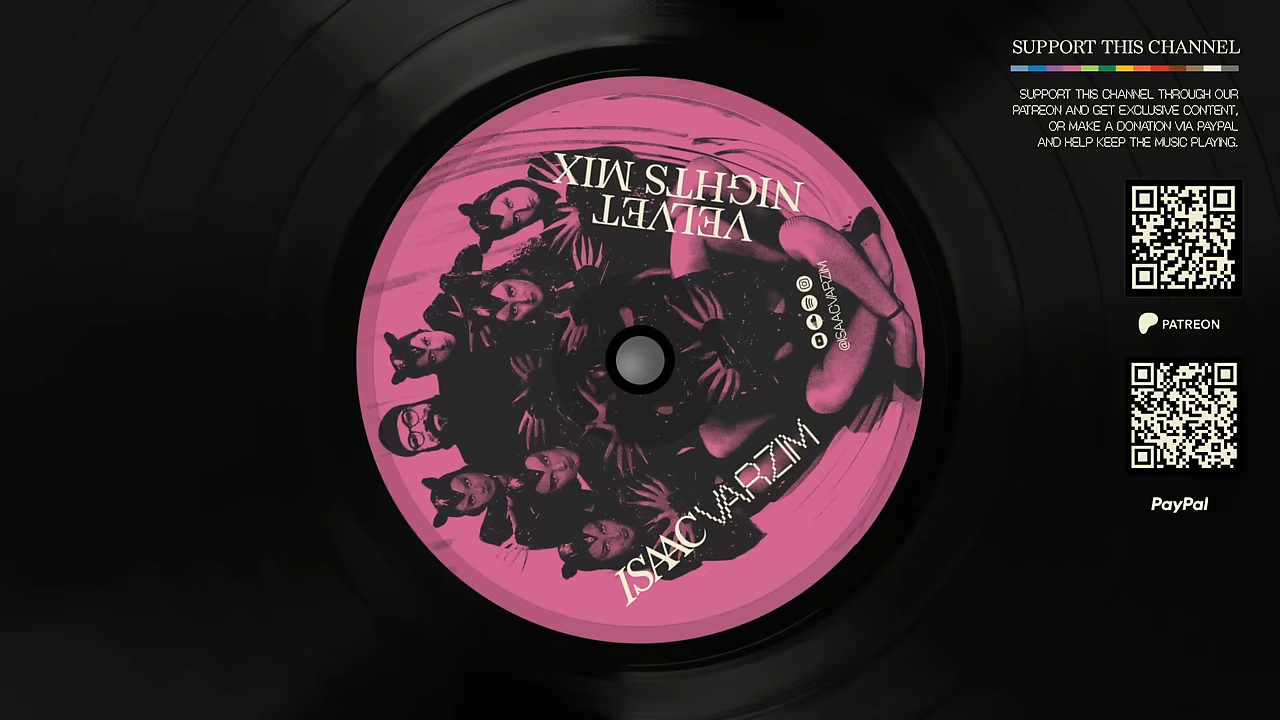 SUPPORT THIS CHANNEL
SUPPORT THIS CHANNEL THROUGH OUR
PATREON AND GET EXCLUSIVE CONTENT,
OR MAKE A DONATION VIA PAYPAL
AND HELP KEEP THE MUSIC PLAYING.
PATREON
PayPal
VELVET
NIGHTS MIX
@ISAACVARZIM
ISAAC VARZIM